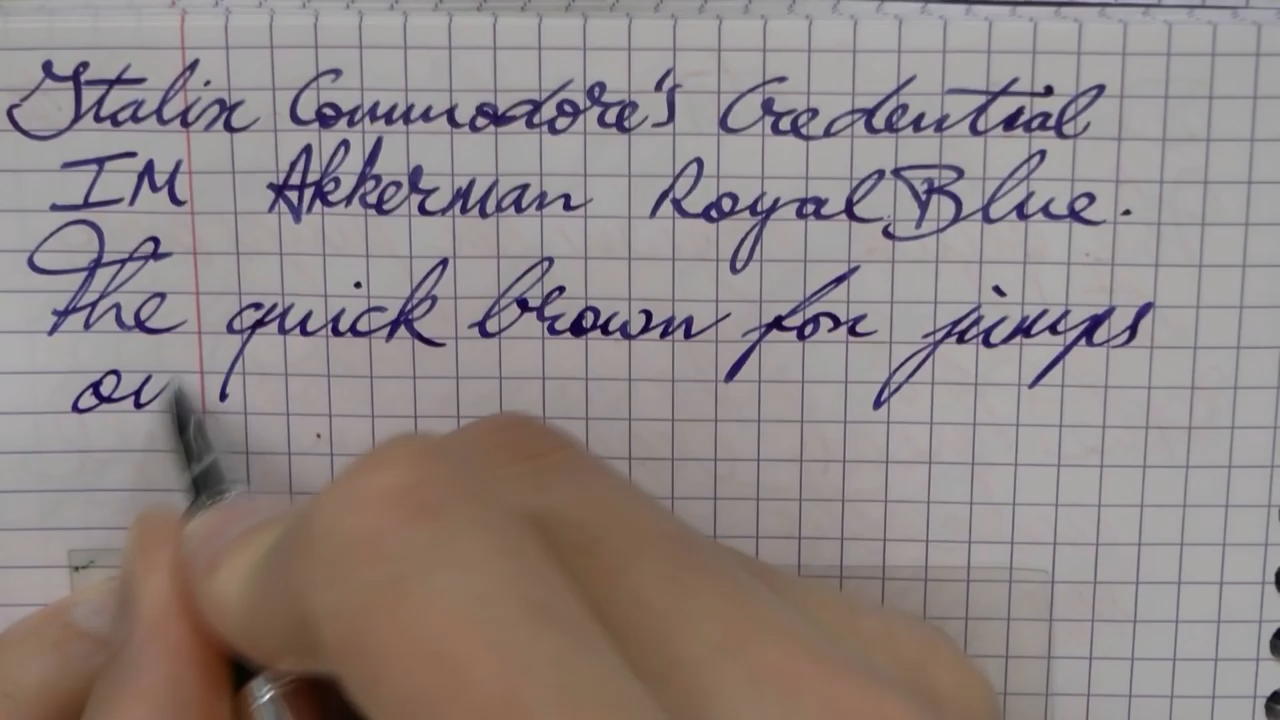 Italix Commodore's Credential
IM Akkerman Royal Blue.
The quick brown fox jumps
ov